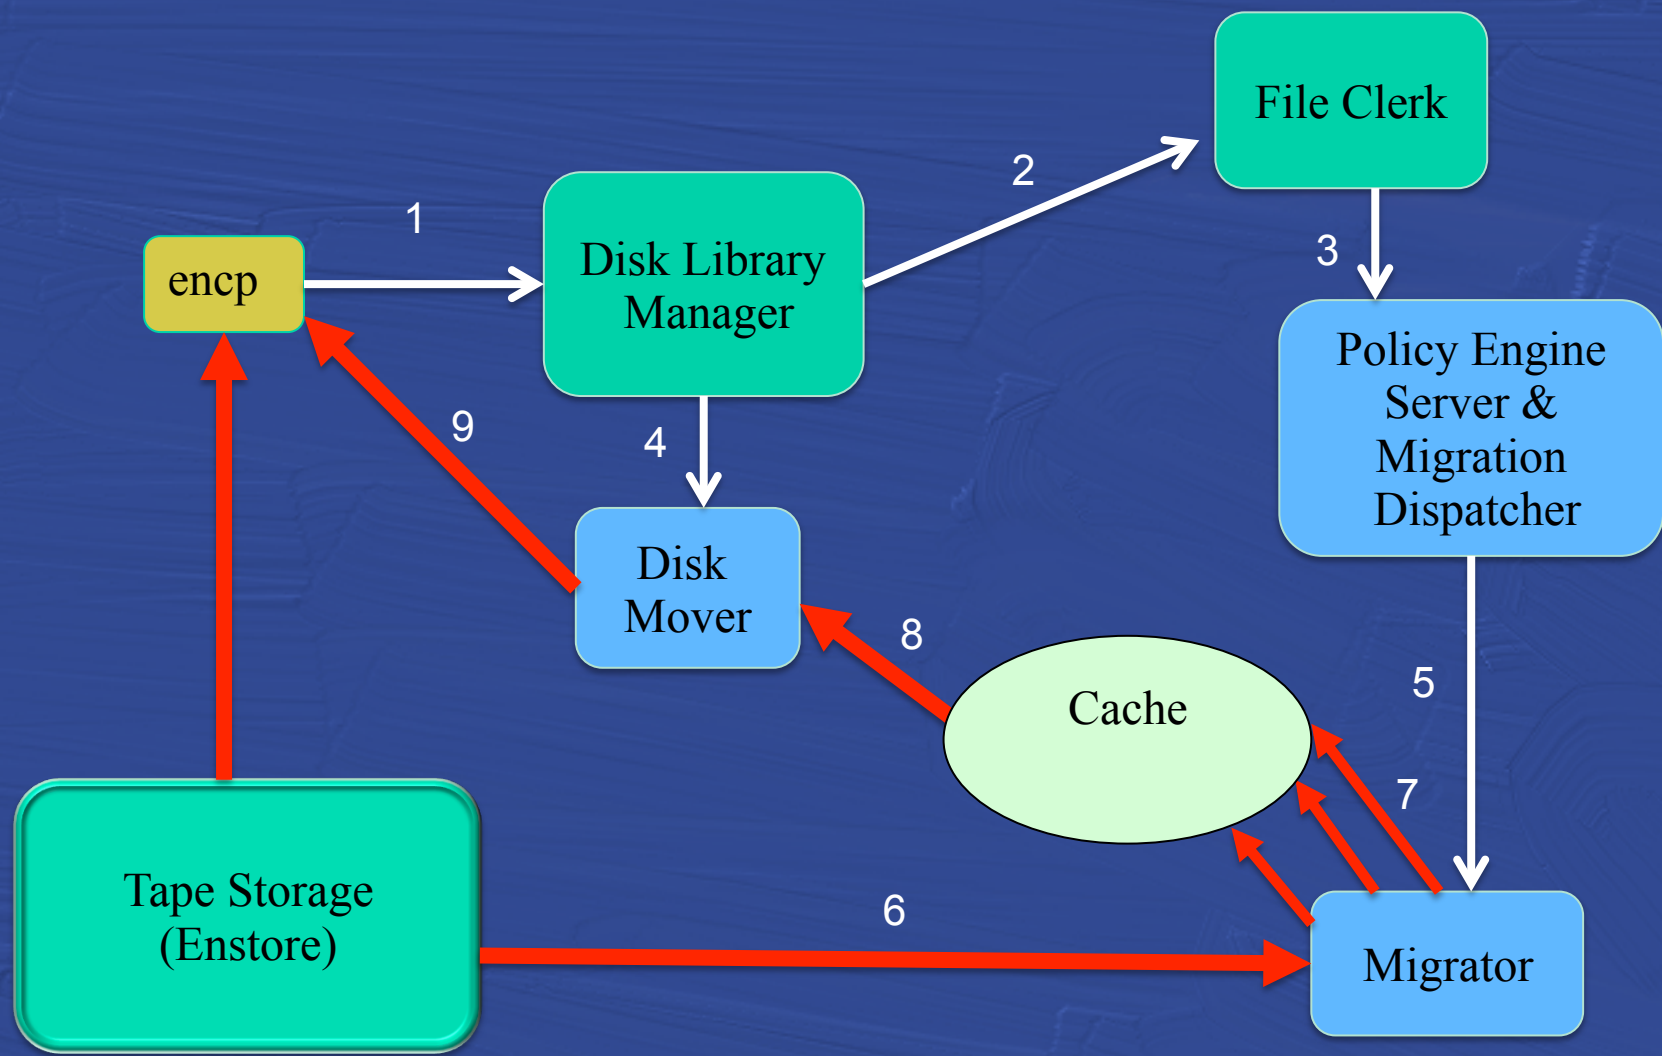 File Clerk
2
1
3
encp
Disk Library
Manager
Policy Engine
Server &
Migration
Dispatcher
9
4
Disk
Mover
8
Cache
5
7
Tape Storage
(Enstore)
6
Migrator